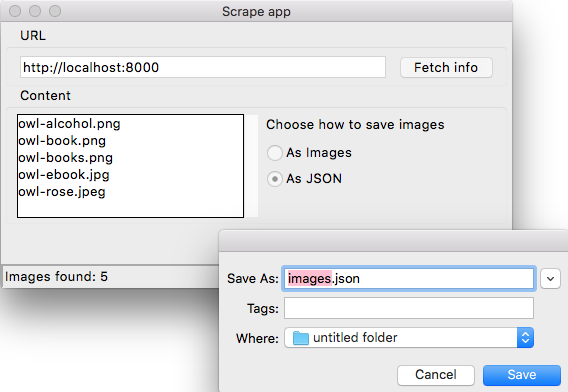 Scrape app
URL
http://localhost:8000
Fetch info
Content
owl-alcohol.png
owl-book.png
owl-books.png
owl-ebook.jpg
owl-rose.jpeg
Choose how to save images
As Images
As JSON
Images found: 5
Save As: images.json
Tags:
Where: untitled folder
Cancel Save